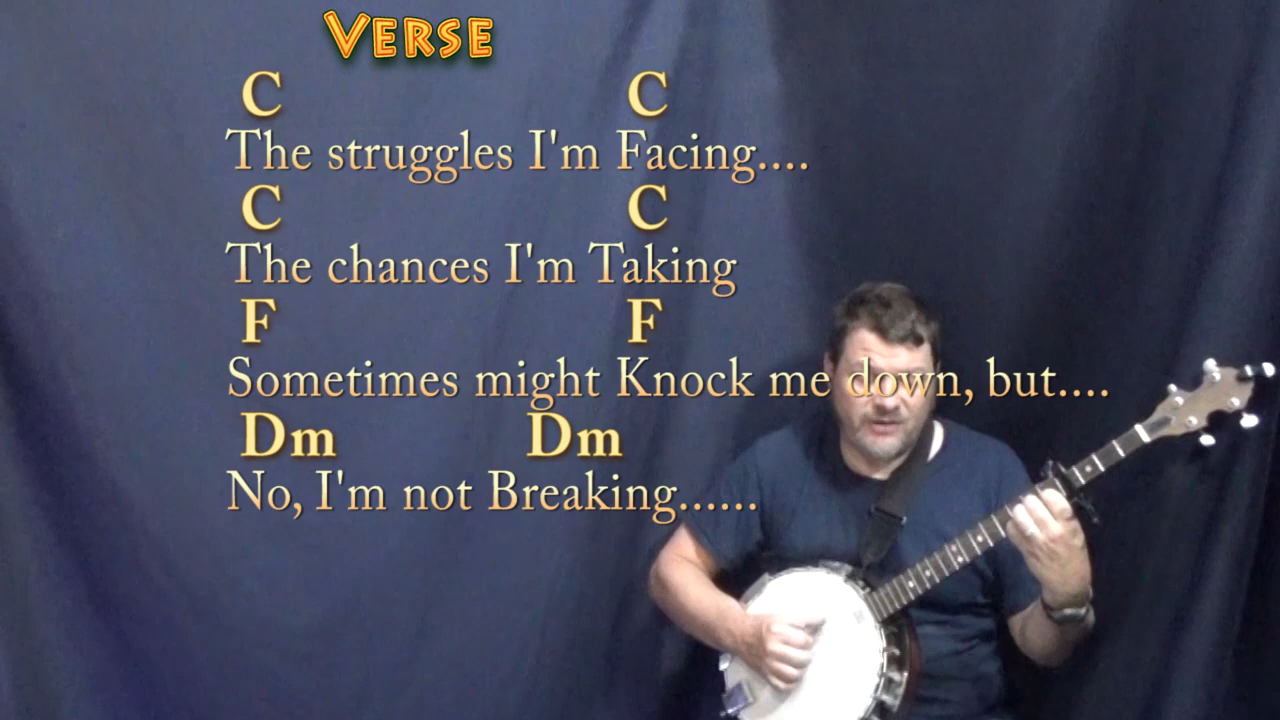 VERSE
C C
The struggles I'm Facing....
C C
The chances I'm Taking
F F
Sometimes might Knock me down, but....
Dm Dm
No, I'm not Breaking......